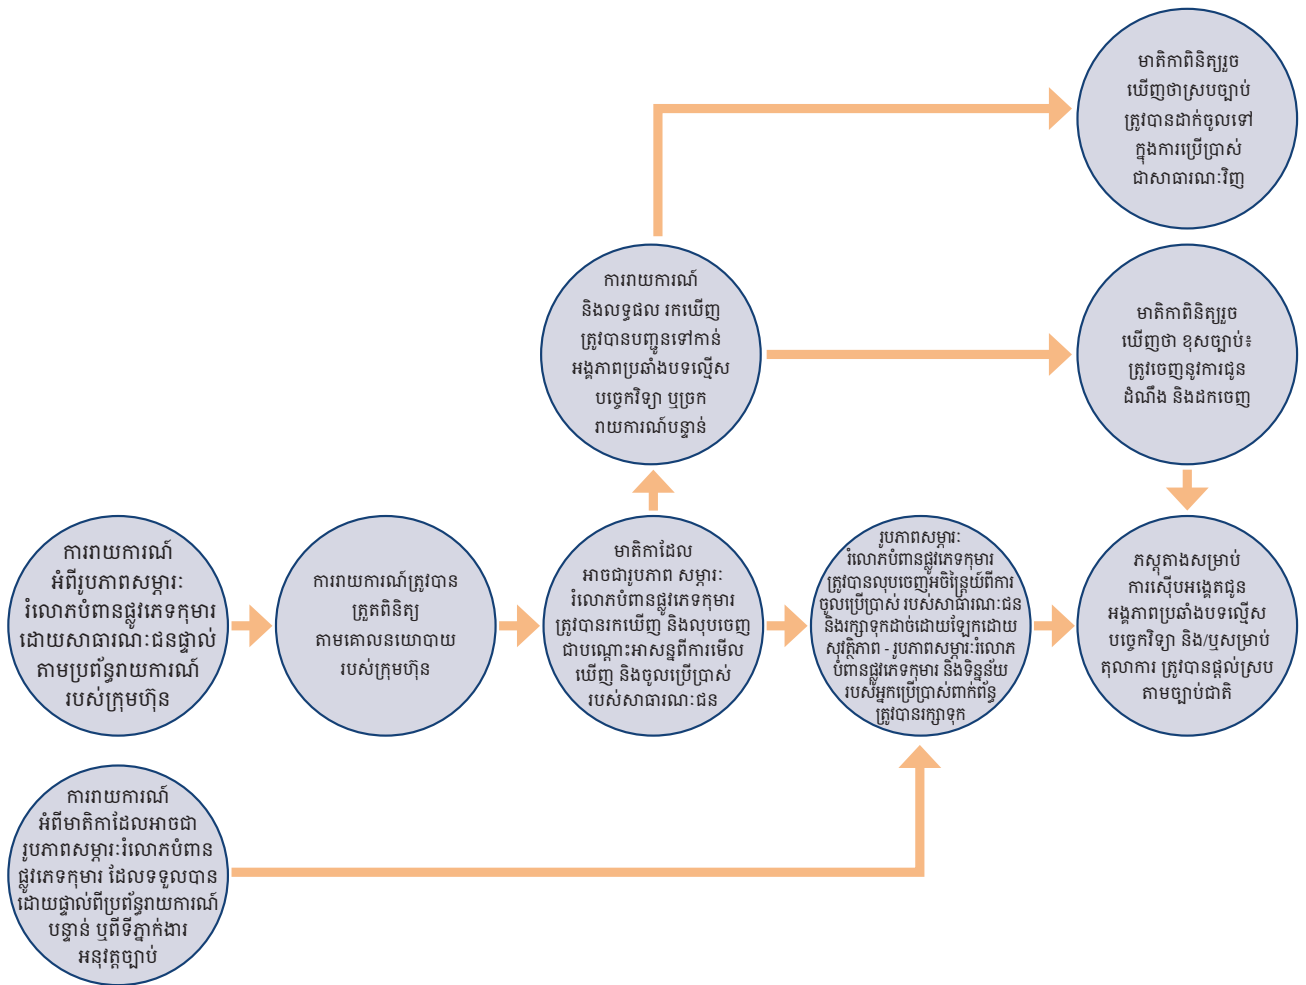 មាតិកាពិនិត្យរួច
ឃើញថាស្របច្បាប់
ត្រូវបានដាក់ចូលទៅ
ក្នុងការប្រើប្រាស់
ជាសាធារណៈវិញ
ការរាយការណ៍
និងលទ្ធផល រកឃើញ
ត្រូវបានបញ្ជូនទៅកាន់
អង្គភាពប្រឆាំងបទល្មើស
បច្ចេកវិទ្យា ឬច្រក
រាយការណ៍បន្ទាន់
មាតិកាពិនិត្យរួច
ឃើញថា ខុសច្បាប់៖
ត្រូវចេញនូវការជូន
ដំណឹង និងដកចេញ
ការរាយការណ៍
អំពីរូបភាពសម្ភារៈ
រំលោភបំពានផ្លូវភេទកុមារ
ដោយសាធារណៈជនផ្ទាល់
តាមប្រព័ន្ធរាយការណ៍
របស់ក្រុមហ៊ុន
ការរាយការណ៍ត្រូវបាន
ត្រួតពិនិត្យ
តាមគោលនយោបាយ
របស់ក្រុមហ៊ុន
មាតិកាដែល
អាចជារូបភាព សម្ភារៈ
រំលោភបំពានផ្លូវភេទកុមារ
ត្រូវបានរកឃើញ និងលុបចេញ
ជាបណ្តោះអាសន្នពីការមើល
ឃើញ និងចូលប្រើប្រាស់
របស់សាធារណៈជន
រូបភាពសម្ភារៈ
រំលោភបំពានផ្លូវភេទកុមារ
ត្រូវបានលុបចេញអចិន្ត្រៃយ៍ពីការ
ចូលប្រើប្រាស់ របស់សាធារណៈជន
និងរក្សាទុកដាច់ដោយឡែកដោយ
សុវត្ថិភាព - រូបភាពសម្ភារៈរំលោភ
បំពានផ្លូវភេទកុមារ និងទិន្នន័យ
របស់អ្នកប្រើប្រាស់ពាក់ព័ន្ធ
ត្រូវបានរក្សាទុក
ភស្តុតាងសម្រាប់
ការស៊ើបអង្កេតជូន
អង្គភាពប្រឆាំងបទល្មើស
បច្ចេកវិទ្យា និង/ឬសម្រាប់
តុលាការ ត្រូវបានផ្តល់ស្រប
តាមច្បាប់ជាតិ
ការរាយការណ៍
អំពីមាតិកាដែលអាចជា
រូបភាពសម្ភារៈរំលោភបំពាន
ផ្លូវភេទកុមារ ដែលទទួលបាន
ដោយផ្ទាល់ពីប្រព័ន្ធរាយការណ៍
បន្ទាន់ ឬពីទីភ្នាក់ងារ
អនុវត្តច្បាប់